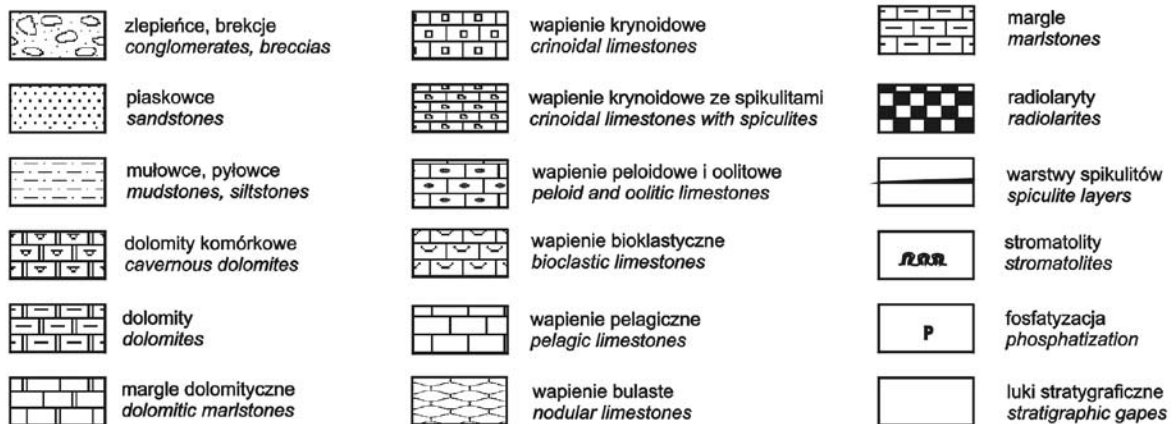 zlepieńce, brekcje
conglomerates, breccias
piaskowce
sandstones
mułowce, pyłowce
mudstones, siltstones
dolomity komórkowe
cavernous dolomites
dolomity
dolomites
margle dolomityczne
dolomitic marlstones
wapienie krynoidowe
crinoidal limestones
wapienie krynoidowe ze spikulitami
crinoidal limestones with spiculites
wapienie peloidowe i oolitowe
peloid and oolitic limestones
wapienie bioklastyczne
bioclastic limestones
wapienie pelagiczne
pelagic limestones
wapienie bulaste
nodular limestones
margle
marlstones
radiolaryty
radiolarites
warstwy spikulitów
spiculite layers
stromatolity
stromatolites
P
fosfatyzacja
phosphatization
luki stratygraficzne
stratigraphic gapes